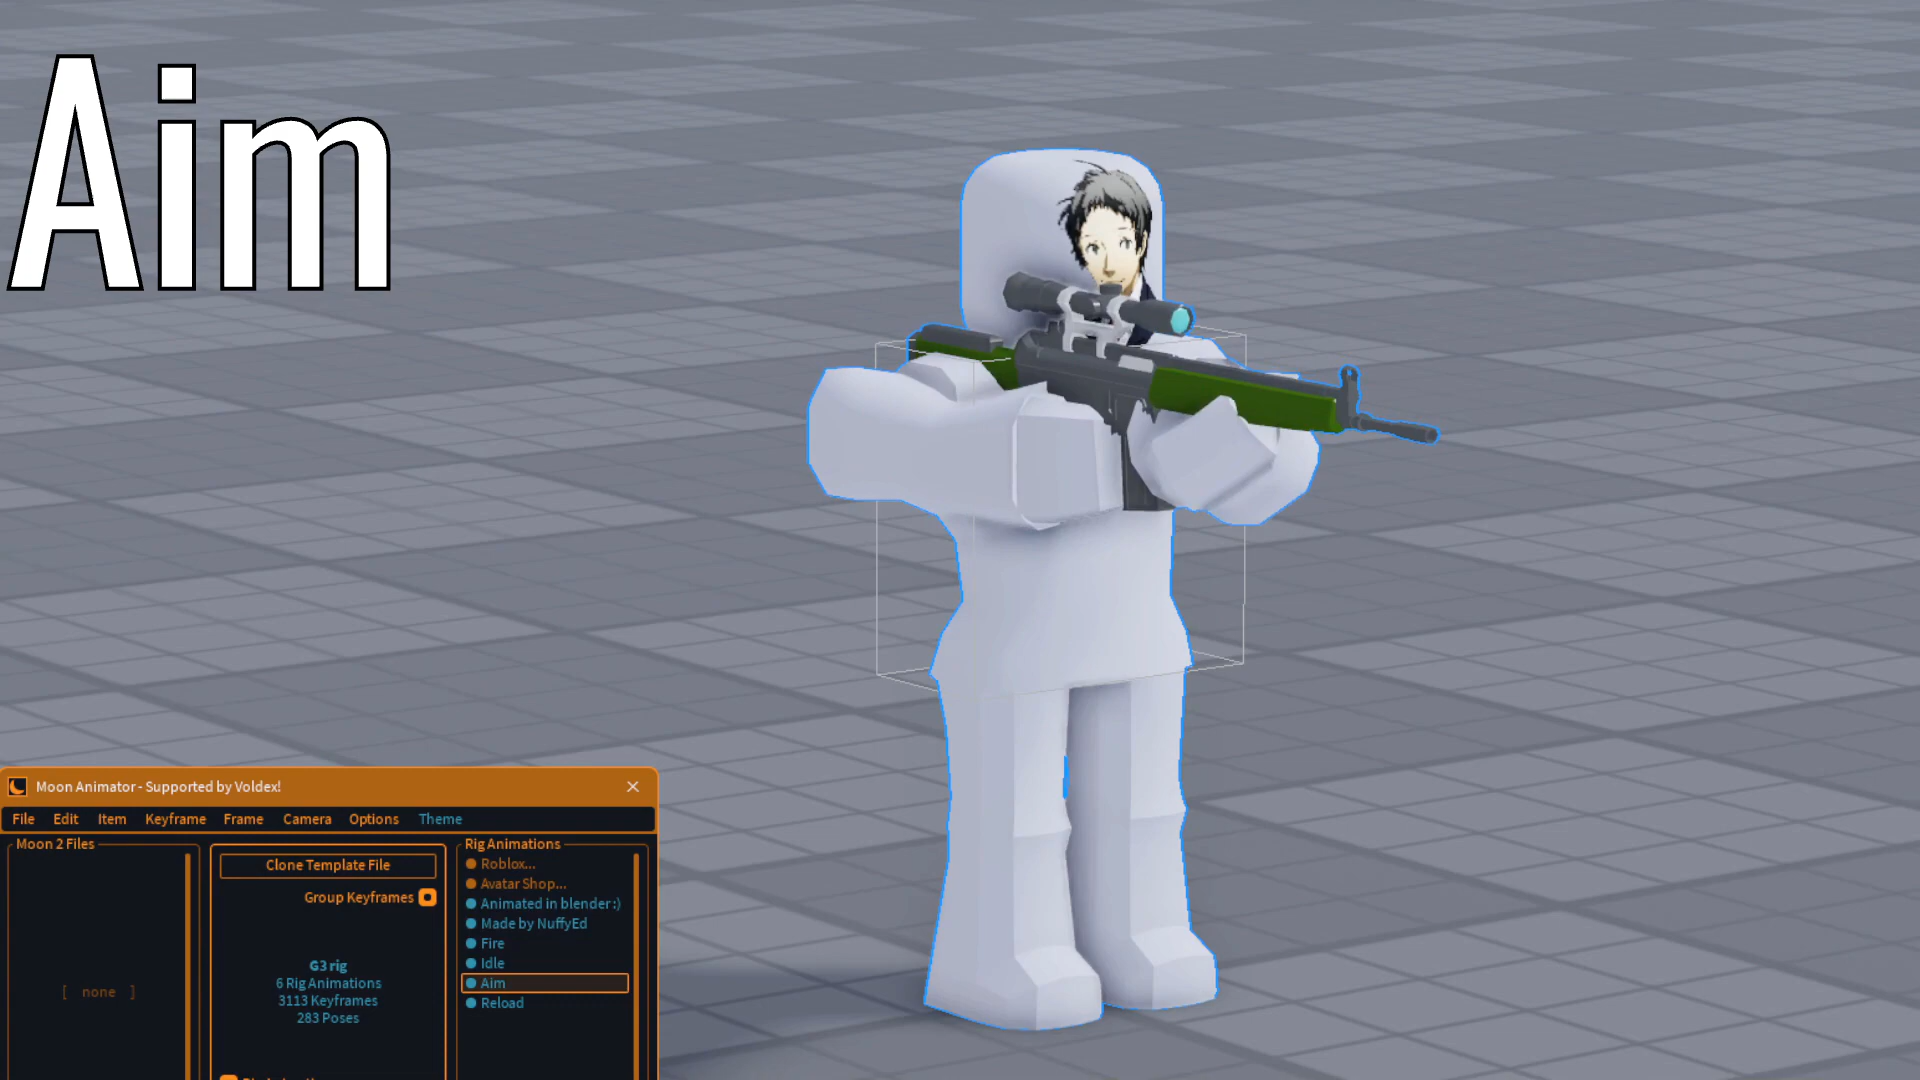 Aim
Moon Animator - Supported by Voldex!
File Edit Item Keyframe Frame Camera Options Theme
Moon 2 Files
[ none ]
Clone Template File
Group Keyframes
G3 rig
6 Rig Animations
3113 Keyframes
283 Poses
Rig Animations
Roblox...
Avatar Shop...
Animated in blender :)
Made by NuffyEd
Fire
Idle
Aim
Reload